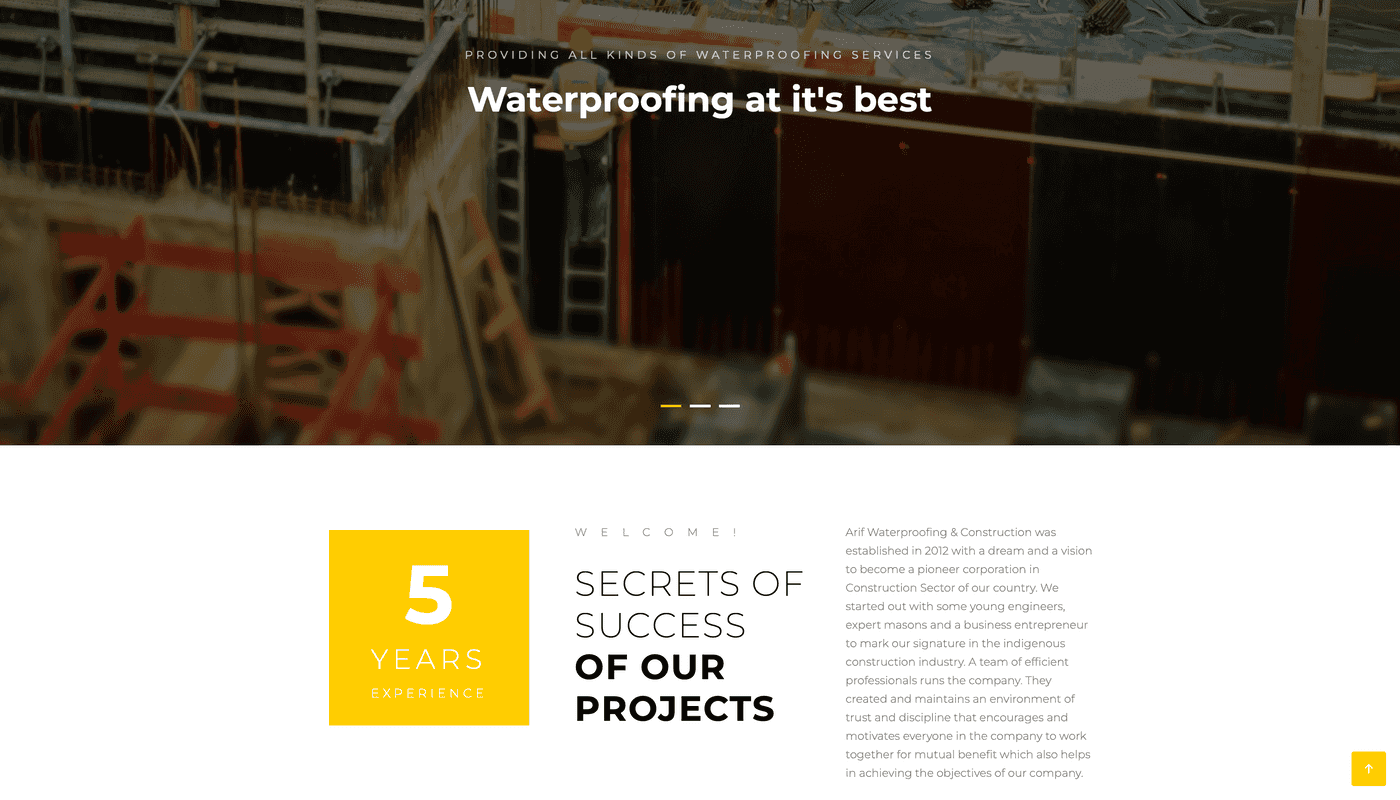 PROVIDING ALL KINDS OF WATERPROOFING SERVICES
Waterproofing at it's best
5
YEARS
EXPERIENCE
WELCOME!
SECRETS OF
SUCCESS
OF OUR
PROJECTS
Arif Waterproofing & Construction was
established in 2012 with a dream and a vision
to become a pioneer corporation in
Construction Sector of our country. We
started out with some young engineers,
expert masons and a business entrepreneur
to mark our signature in the indigenous
construction industry. A team of efficient
professionals runs the company. They
created and maintains an environment of
trust and discipline that encourages and
motivates everyone in the company to work
together for mutual benefit which also helps
in achieving the objectives of our company.